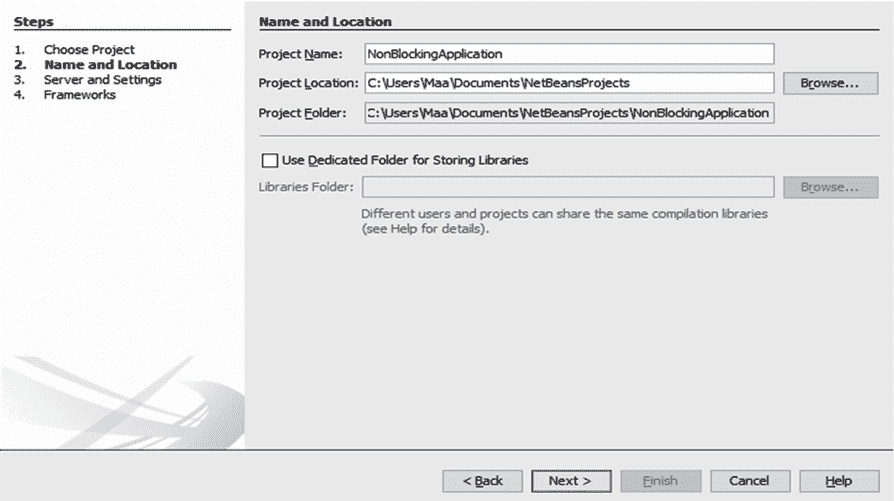 Steps
1. Choose Project
2. Name and Location
3. Server and Settings
4. Frameworks
Name and Location
Project Name: NonBlockingApplication
Project Location: C:\Users\Maa\Documents\NetBeansProjects Browse...
Project Folder: C:\Users\Maa\Documents\NetBeansProjects\NonBlockingApplication
Use Dedicated Folder for Storing Libraries
Libraries Folder: Browse...
Different users and projects can share the same compilation libraries
(see Help for details).
< Back Next > Finish Cancel Help